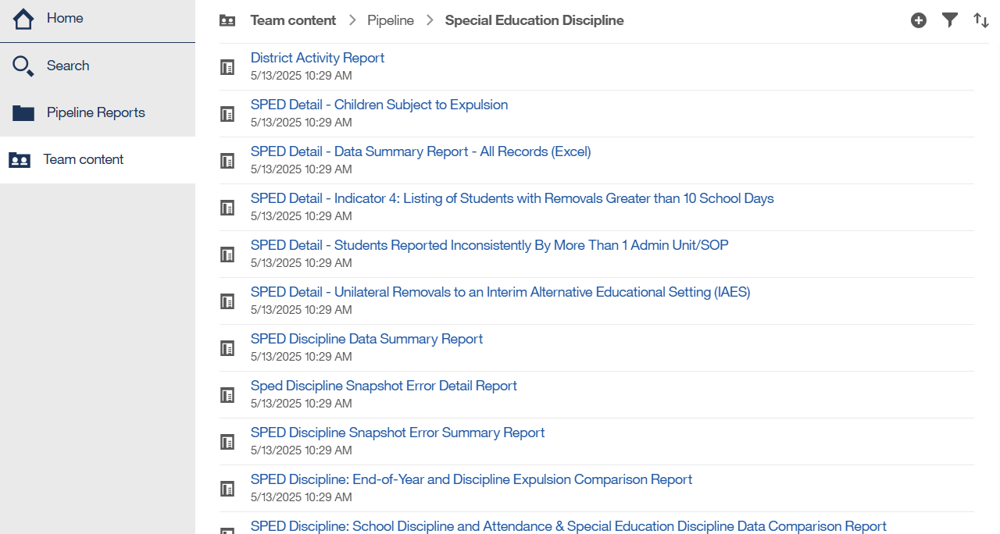 Home
Search
Pipeline Reports
Team content
Team content > Pipeline > Special Education Discipline
District Activity Report
5/13/2025 10:29 AM
SPED Detail - Children Subject to Expulsion
5/13/2025 10:29 AM
SPED Detail - Data Summary Report - All Records (Excel)
5/13/2025 10:29 AM
SPED Detail - Indicator 4: Listing of Students with Removals Greater than 10 School Days
5/13/2025 10:29 AM
SPED Detail - Students Reported Inconsistently By More Than 1 Admin Unit/SOP
5/13/2025 10:29 AM
SPED Detail - Unilateral Removals to an Interim Alternative Educational Setting (IAES)
5/13/2025 10:29 AM
SPED Discipline Data Summary Report
5/13/2025 10:29 AM
Sped Discipline Snapshot Error Detail Report
5/13/2025 10:29 AM
SPED Discipline Snapshot Error Summary Report
5/13/2025 10:29 AM
SPED Discipline: End-of-Year and Discipline Expulsion Comparison Report
5/13/2025 10:29 AM
SPED Discipline: School Discipline and Attendance & Special Education Discipline Data Comparison Report